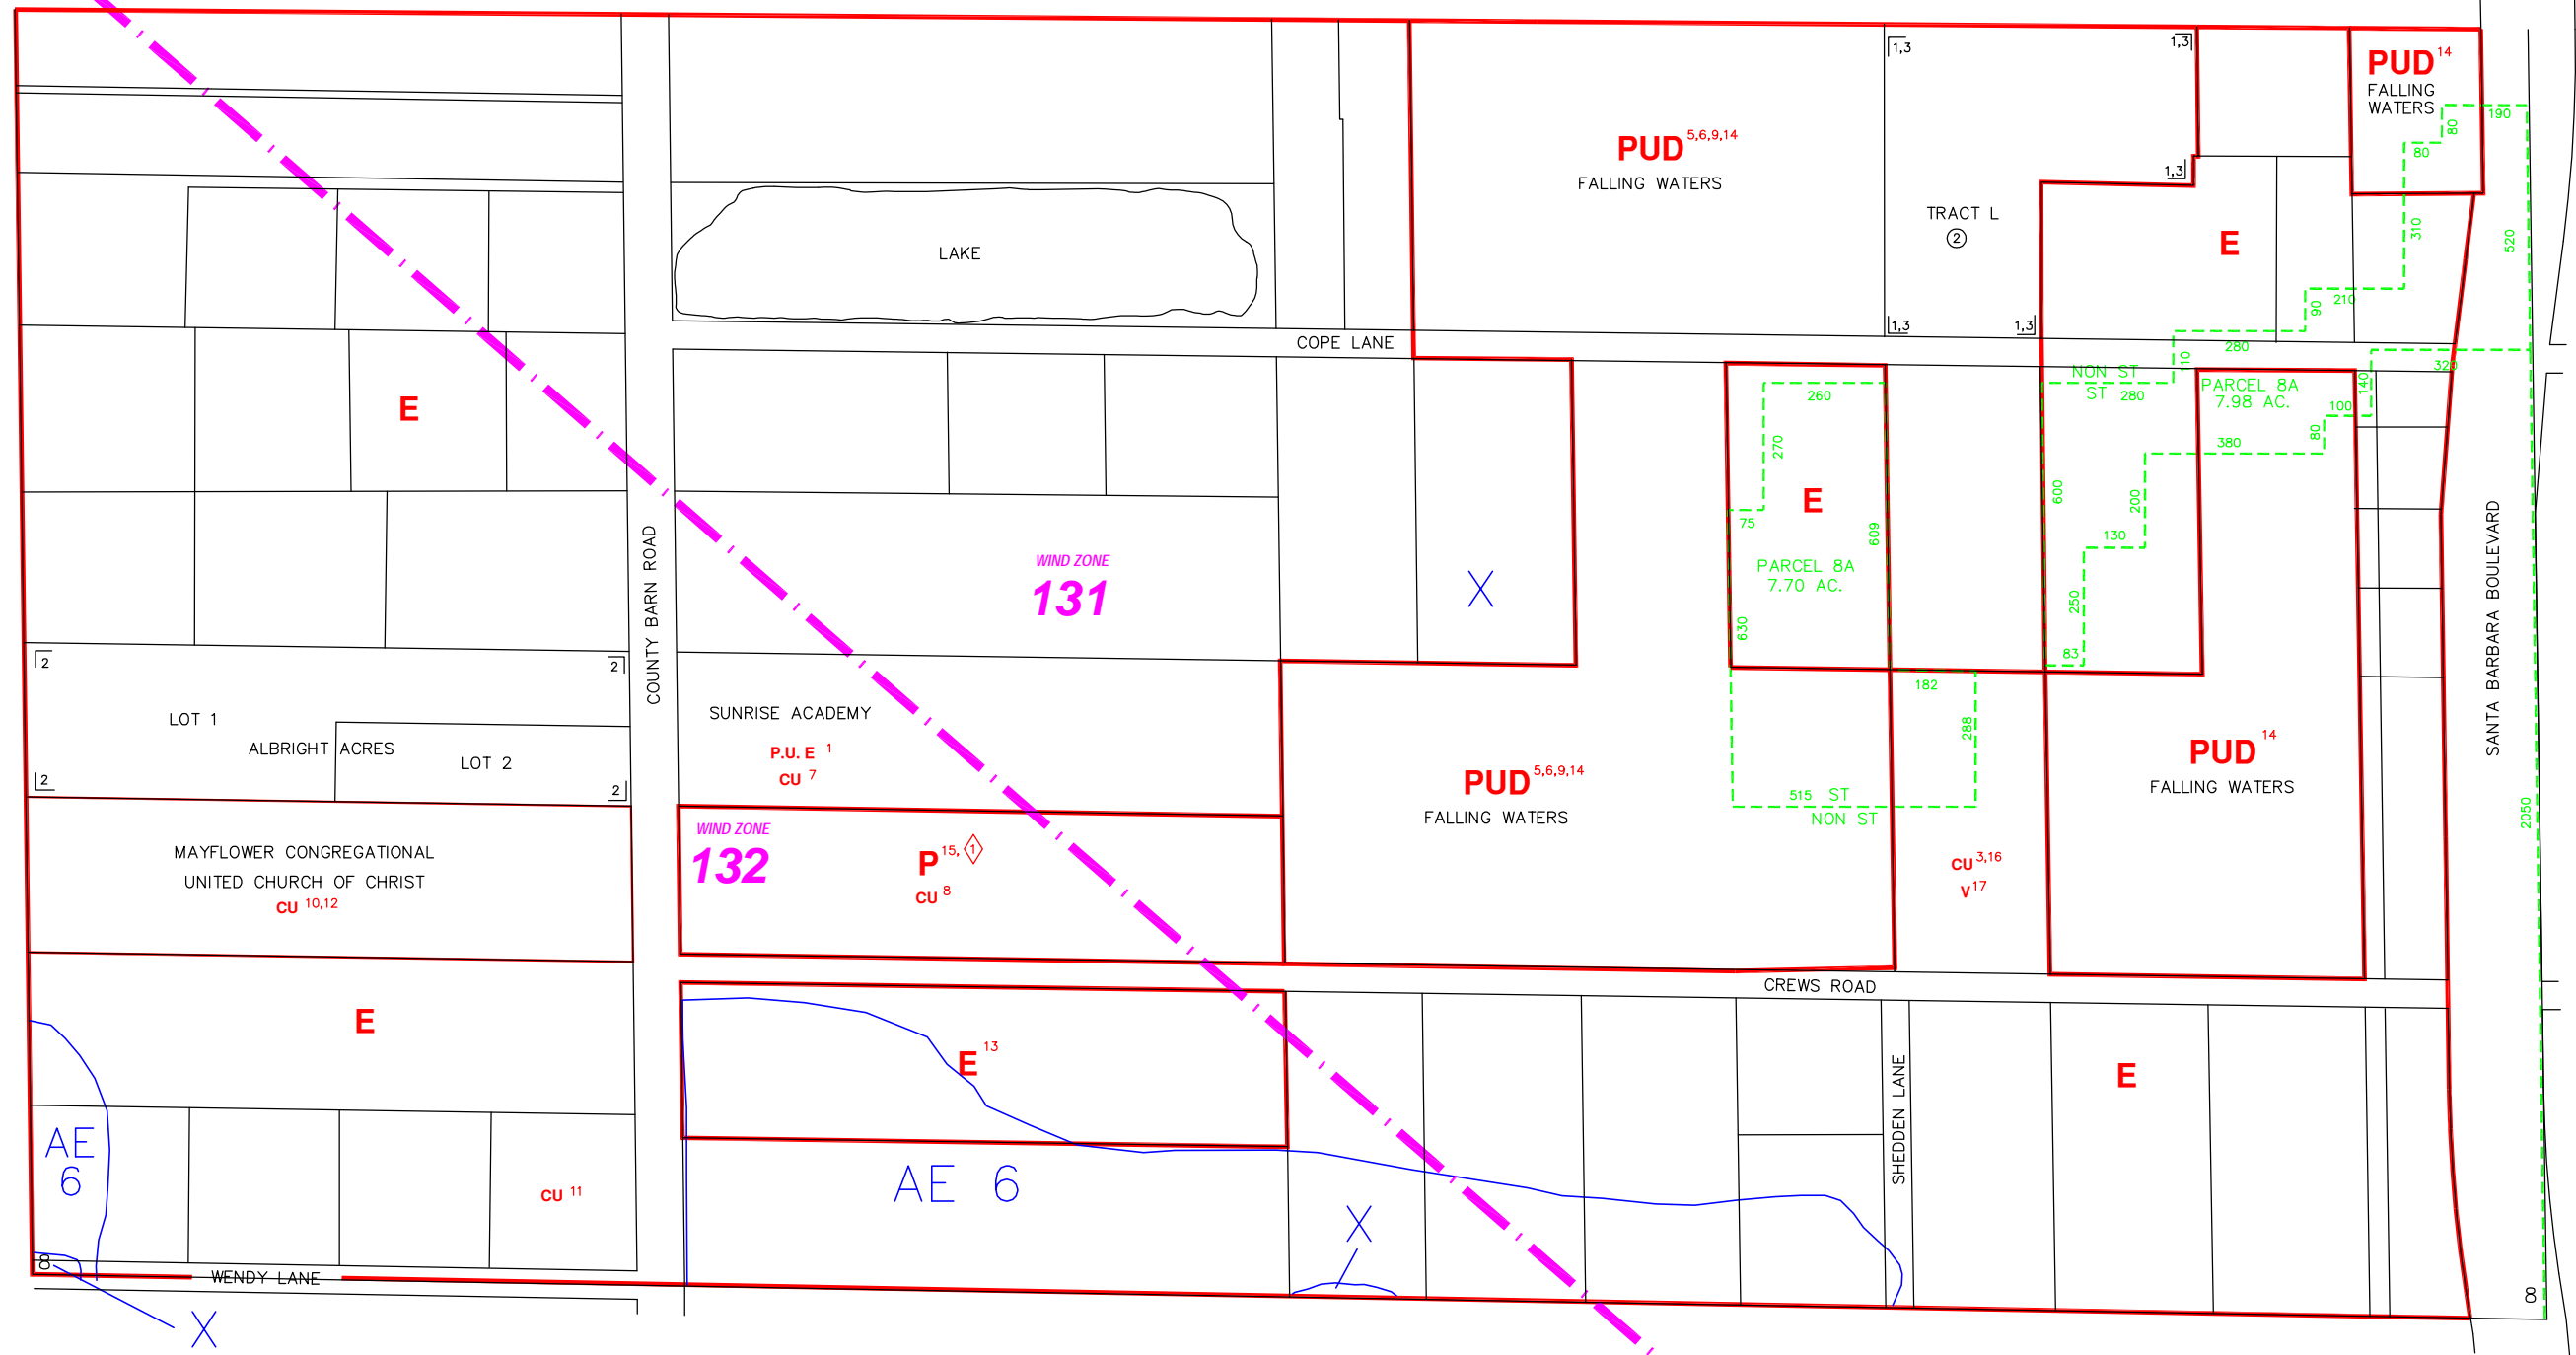 PUD 14
FALLING
WATERS
1,3
1,3
190
80
80
PUD 5,6,9,14
FALLING WATERS
1,3
TRACT L
2
E
310
520
LAKE
90
210
1,3
1,3
COPE LANE
280
110
NON ST
ST 280
PARCEL 8A
7.98 AC.
140
320
100
80
380
E
260
270
E
75
609
600
200
130
COUNTY BARN ROAD
WIND ZONE
131
X
PARCEL 8A
7.70 AC.
630
250
83
SANTA BARBARA BOULEVARD
2
2
182
288
LOT 1
ALBRIGHT ACRES
LOT 2
2
2
SUNRISE ACADEMY
P.U. E 1
CU 7
PUD 5,6,9,14
FALLING WATERS
515 ST
NON ST
PUD 14
FALLING WATERS
2050
WIND ZONE
132
P 15, 1
CU 8
MAYFLOWER CONGREGATIONAL
UNITED CHURCH OF CHRIST
CU 10,12
CU 3,16
V 17
CREWS ROAD
E
E 13
SHEDDEN LANE
E
AE
6
CU 11
AE 6
X
8
WENDY LANE
8
X